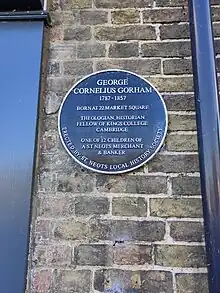 GEORGE
CORNELIUS GORHAM
1787 - 1857
BORN AT 22 MARKET SQUARE
THEOLOGIAN, HISTORIAN
FELLOW OF KINGS COLLEGE
CAMBRIDGE
ONE OF 12 CHILDREN OF
A ST NEOTS MERCHANT
& BANKER
ERECTED BY ST. NEOTS LOCAL HISTORY SOCIETY